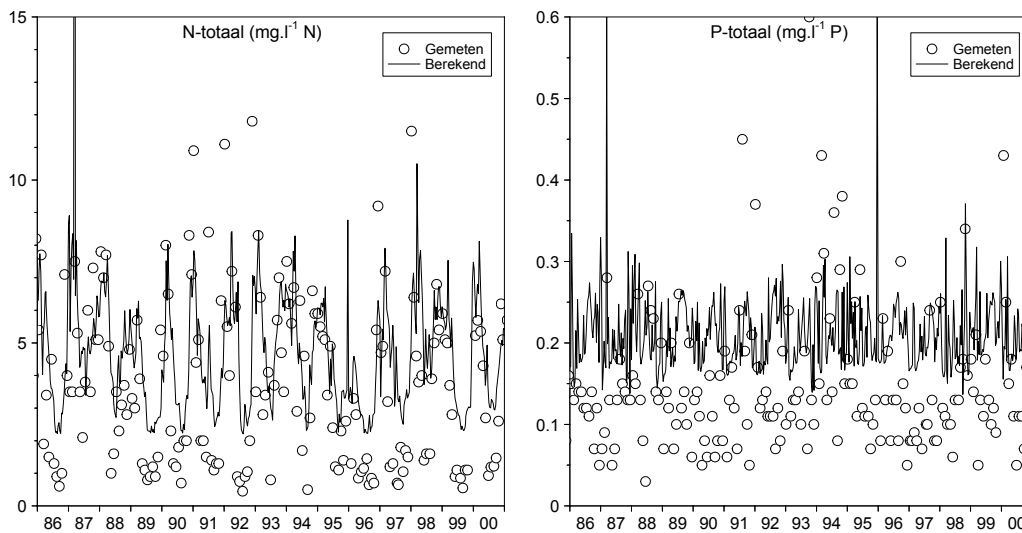 N-totaal (mg.l-1 N)
Gemeten
Berekend
15
10
5
0
86 87 88 89 90 91 92 93 94 95 96 97 98 99 00
P-totaal (mg.l-1 P)
Gemeten
Berekend
0.6
0.5
0.4
0.3
0.2
0.1
0
86 87 88 89 90 91 92 93 94 95 96 97 98 99 00